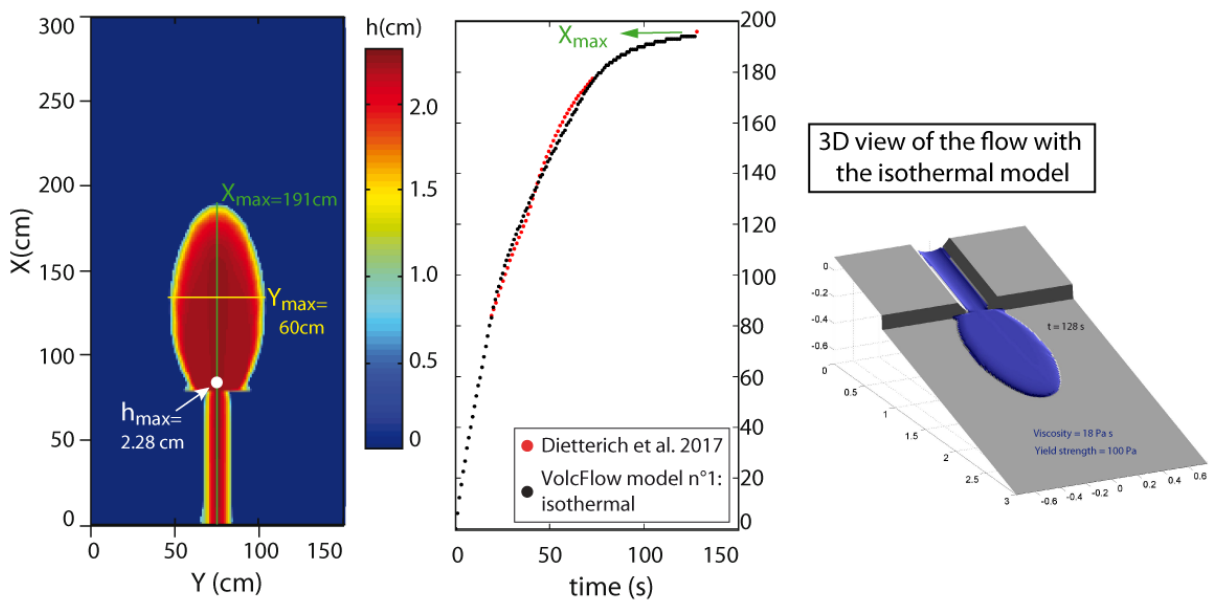 300
250
200
150
100
50
0
X(cm)
0
50
100
150
Y (cm)
Xmax=191cm
Ymax=
60cm
hmax=
2.28 cm
h(cm)
2.0
1.5
1.0
0.5
0
Xmax
200
180
160
140
120
100
80
60
40
20
0
Dietterich et al. 2017
VolcFlow model n°1:
isothermal
0
50
100
150
time (s)
3D view of the flow with
the isothermal model
0
-0.2
-0.4
-0.6
0
0.5
1
1.5
2
2.5
3
-0.6
-0.4
-0.2
0
0.2
0.4
0.6
t = 128 s
Viscosity = 18 Pa s
Yield strength = 100 Pa